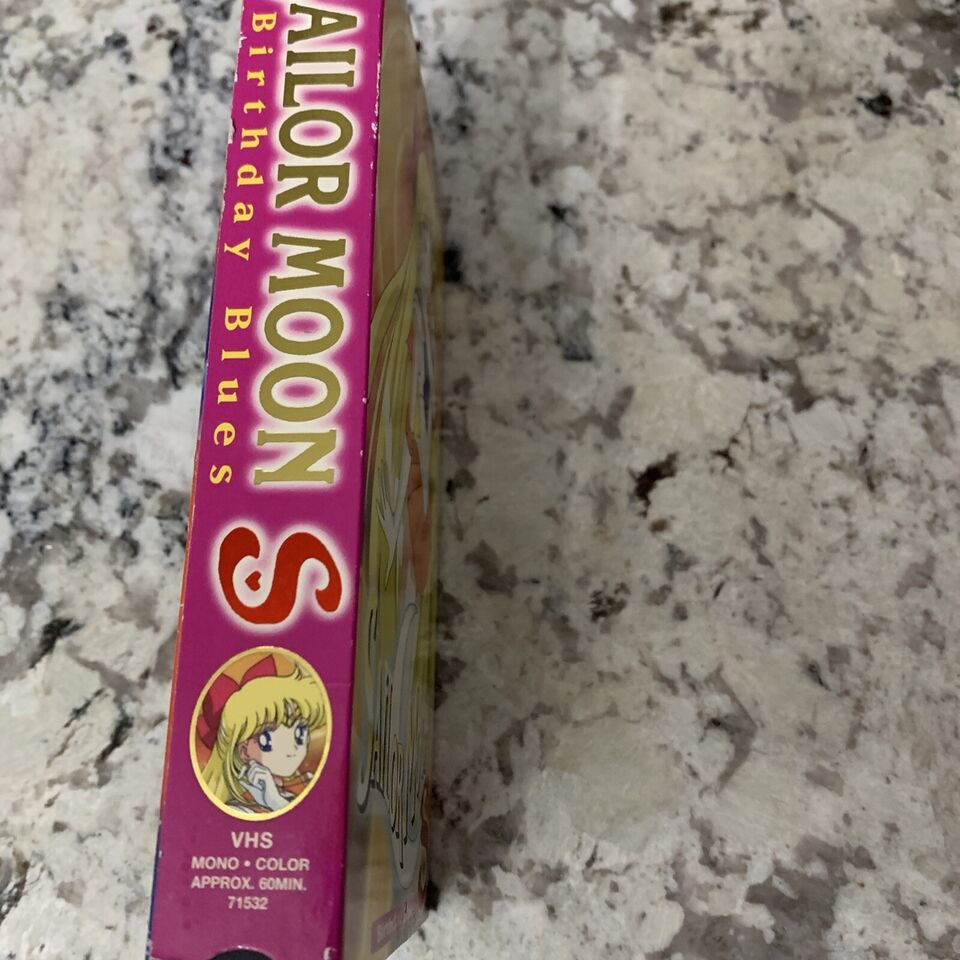 AILOR MOON S
Birthday Blues
VHS
MONO • COLOR
APPROX. 60MIN.
71532